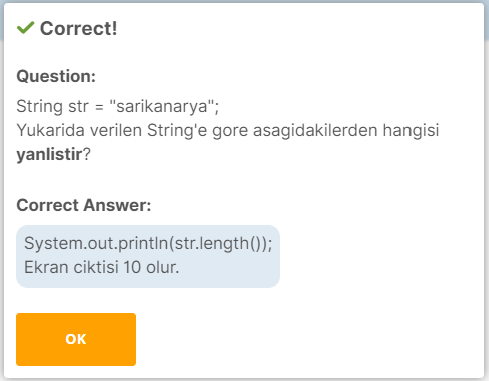 Correct!
Question:
String str = "sarikanarya";
Yukarida verilen String'e gore asagidakilerden hangisi
yanlistir?
Correct Answer:
System.out.println(str.length());
Ekran ciktisi 10 olur.
OK